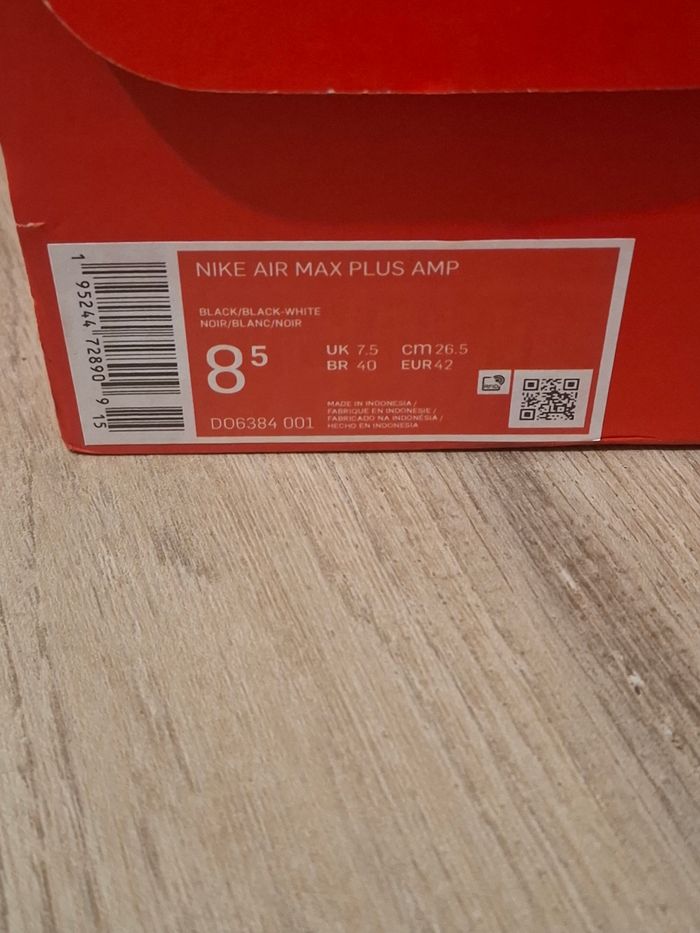 NIKE AIR MAX PLUS AMP
BLACK/BLACK-WHITE
NOIR/BLANC/NOIR
8⁵
UK 7.5 cm 26.5
BR 40 EUR 42
RFID
DO6384 001
MADE IN INDONESIA /
FABRIQUE EN INDONESIE /
FABRICADO NA INDONÉSIA /
HECHO EN INDONESIA
1 95244 72890 9 15